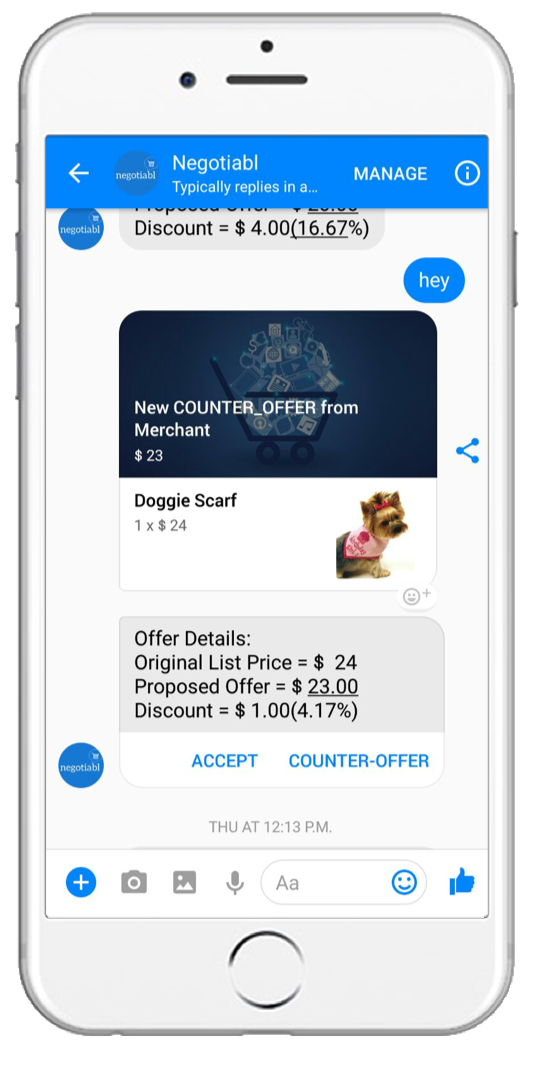 negotiabl
Negotiabl
Typically replies in a...
MANAGE
Proposed Offer = $ 20.00
negotiabl
Discount = $ 4.00(16.67%)
hey
New COUNTER_OFFER from
Merchant
$ 23
Doggie Scarf
1 x $ 24
Offer Details:
Original List Price = $ 24
Proposed Offer = $ 23.00
Discount = $ 1.00(4.17%)
negotiabl
ACCEPT COUNTER-OFFER
THU AT 12:13 P.M.
Aa